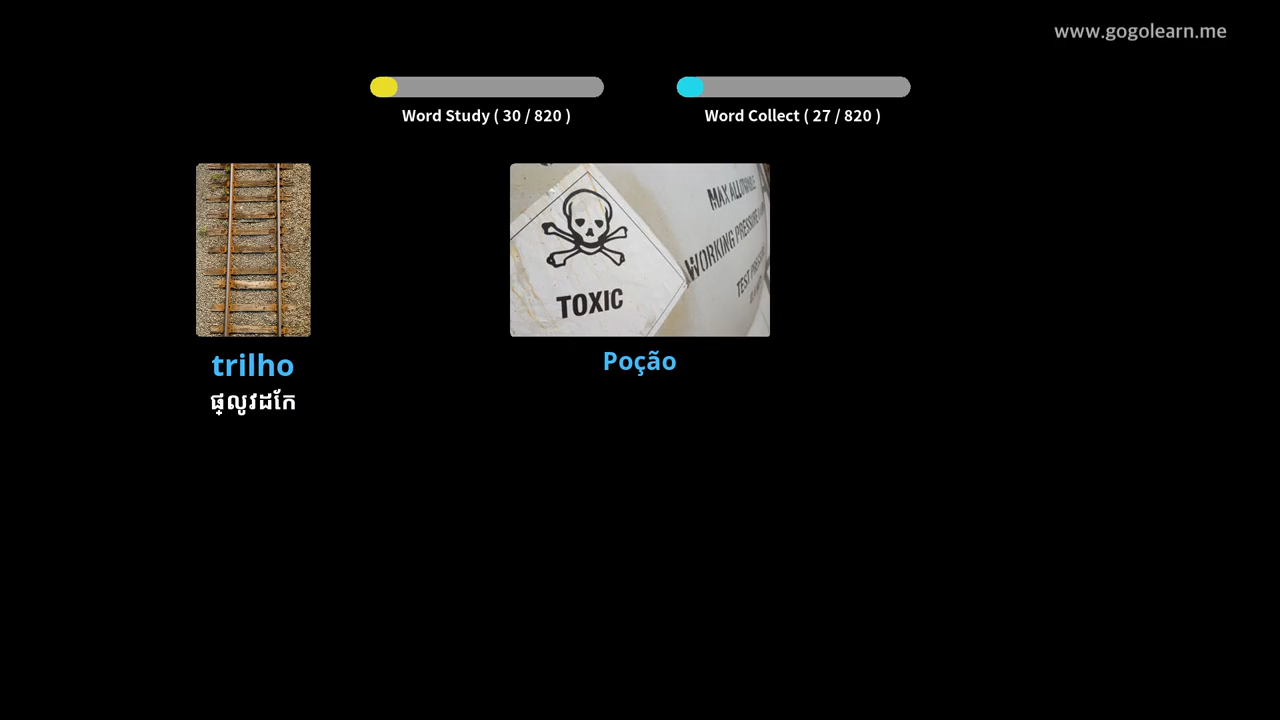 www.gogolearn.me
Word Study ( 30 / 820 )
Word Collect ( 27 / 820 )
MAX ALLOWABLE
WORKING PRESSURE
TEST PRESSURE
TOXIC
trilho
ផ្លូវដែក
Poção